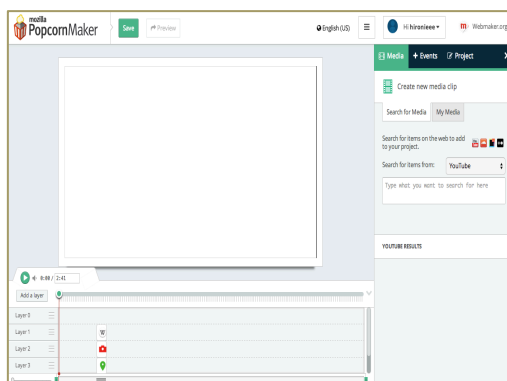 mozilla
PopcornMaker
Save
Preview
English (US)
Hi hiranieee
m Webmaker.org
Media
+ Events
Project
Create new media clip
Search for Media
My Media
Search for items on the web to add
to your project.
Search for items from:
YouTube
Type what you want to search for here
YOUTUBE RESULTS
0:00 / 2:41
Add a layer
Layer 0
Layer 1
W
Layer 2
Layer 3